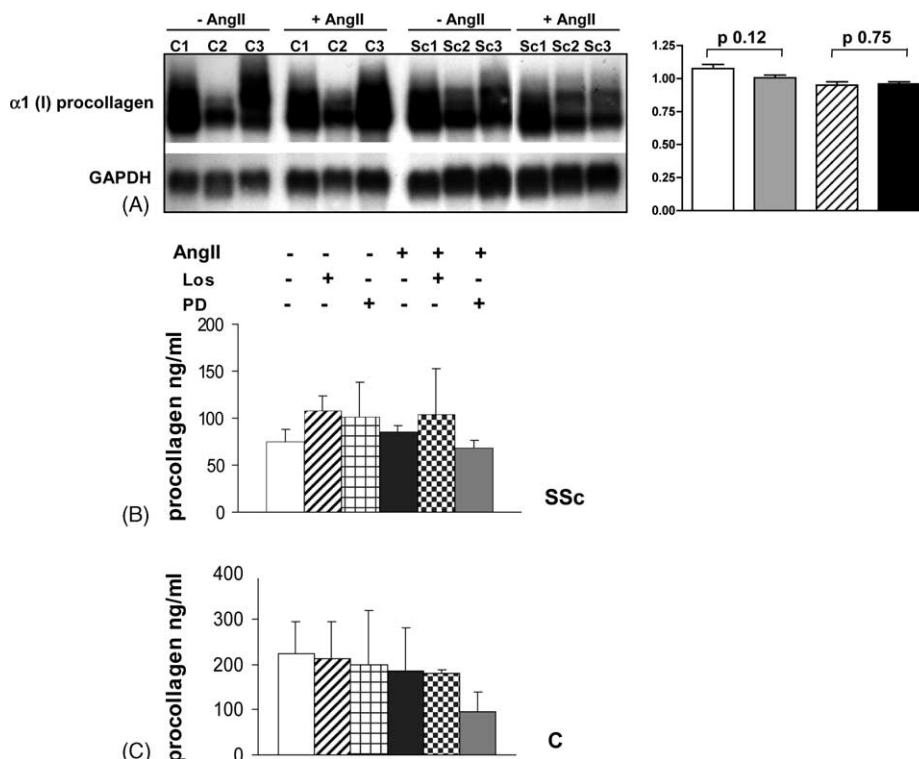 - AngII + AngII - AngII + AngII
C1 C2 C3 C1 C2 C3 Sc1 Sc2 Sc3 Sc1 Sc2 Sc3
α1 (I) procollagen
GAPDH
(A)
p 0.12 p 0.75
1.25
1.00
0.75
0.50
0.25
0.00
AngII - - - + + +
Los - + - - + -
PD - - + - - +
procollagen ng/ml
200
150
100
50
0
(B)
SSc
procollagen ng/ml
400
300
200
100
0
(C)
C